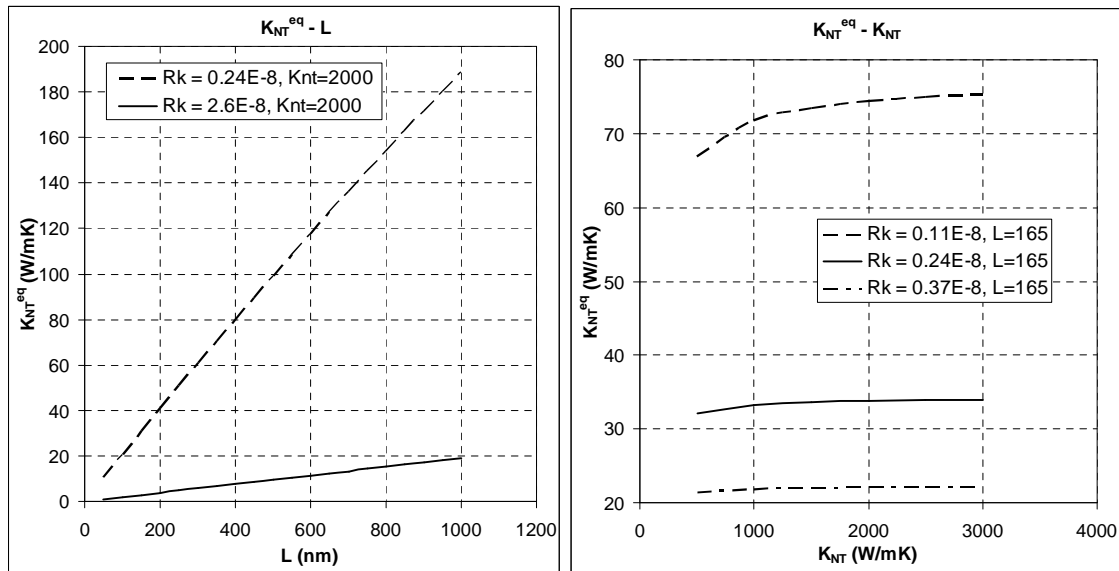 K_NT^eq - L
200
180
160
140
120
100
80
60
40
20
0
K_NT^eq (W/mK)
Rk = 0.24E-8, Knt=2000
Rk = 2.6E-8, Knt=2000
0 200 400 600 800 1000 1200
L (nm)
K_NT^eq - K_NT
80
70
60
50
40
30
20
K_NT^eq (W/mK)
Rk = 0.11E-8, L=165
Rk = 0.24E-8, L=165
Rk = 0.37E-8, L=165
0 1000 2000 3000 4000
K_NT (W/mK)